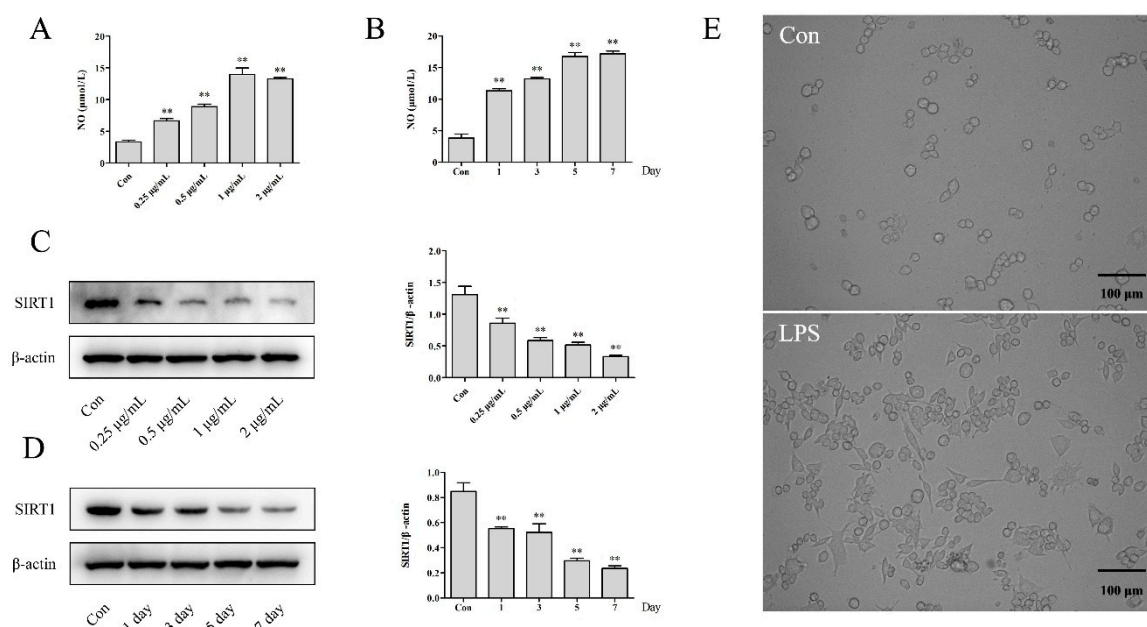 A
NO (μmol/L)
20
15
10
5
0
**
**
**
**
Con
0.25 μg/mL
0.5 μg/mL
1 μg/mL
2 μg/mL
B
NO (μmol/L)
20
15
10
5
0
**
**
**
**
Con 1 3 5 7 Day
C
SIRT1
β-actin
Con
0.25 μg/mL
0.5 μg/mL
1 μg/mL
2 μg/mL
SIRT1/β -actin
2.0
1.5
1.0
0.5
0.0
**
**
**
**
Con
0.25 μg/mL
0.5 μg/mL
1 μg/mL
2 μg/mL
D
SIRT1
β-actin
Con
1 day
3 day
5 day
7 day
SIRT1/β -actin
1.0
0.8
0.6
0.4
0.2
0.0
**
**
**
**
Con 1 3 5 7 Day
E
Con
100 μm
LPS
100 μm